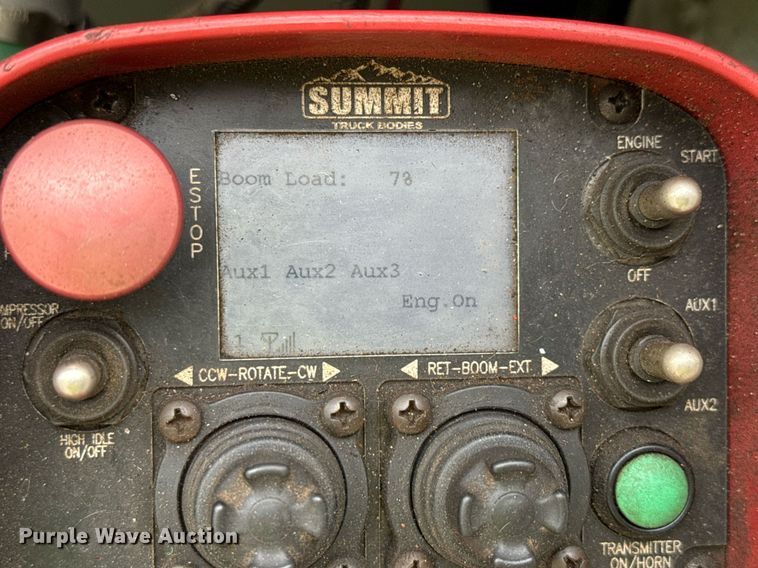 SUMMIT
TRUCK BODIES
ENGINE
START
OFF
ESTOP
Boom Load: 7%
Aux1 Aux2 Aux3
Eng.On
1
AUX1
AUX2
ON/OFF
HIGH IDLE
ON/OFF
CCW-ROTATE-CW
RET-BOOM-EXT
TRANSMITTER
ON/HORN
Purple Wave Auction